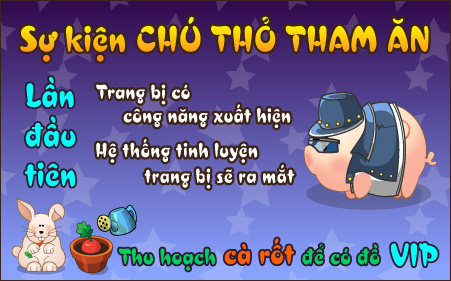 Sự kiện CHÚ THỎ THAM ĂN
Lần
đầu
tiên
Trang bị có
công năng xuất hiện
Hệ thống tinh luyện
trang bị sẽ ra mắt
Thu hoạch cà rốt để có đồ VIP